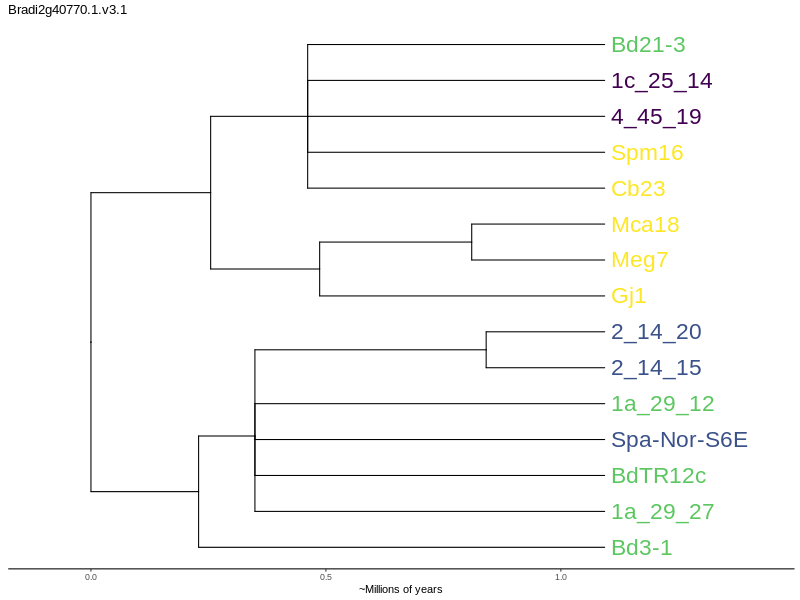 Bradi2g40770.1.v3.1
Bd21-3
1c_25_14
4_45_19
Spm16
Cb23
Mca18
Meg7
Gj1
2_14_20
2_14_15
1a_29_12
Spa-Nor-S6E
BdTR12c
1a_29_27
Bd3-1
0.0 0.5 1.0
~Millions of years